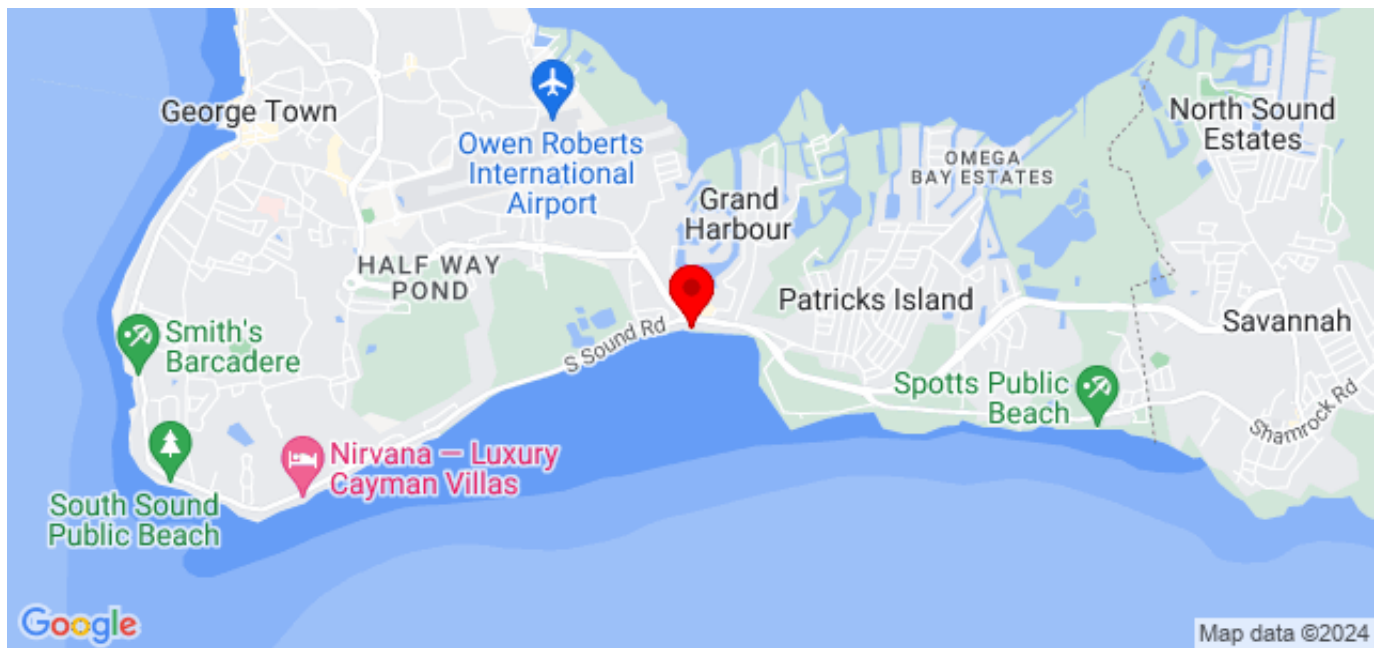 George Town
Owen Roberts
International
Airport
North Sound
Estates
OMEGA
BAY ESTATES
Grand
Harbour
HALF WAY
POND
Patricks Island
Savannah
Smith's
Barcadere
S Sound Rd
Spotts Public
Beach
Shamrock Rd
Nirvana — Luxury
Cayman Villas
South Sound
Public Beach
Google
Map data ©2024